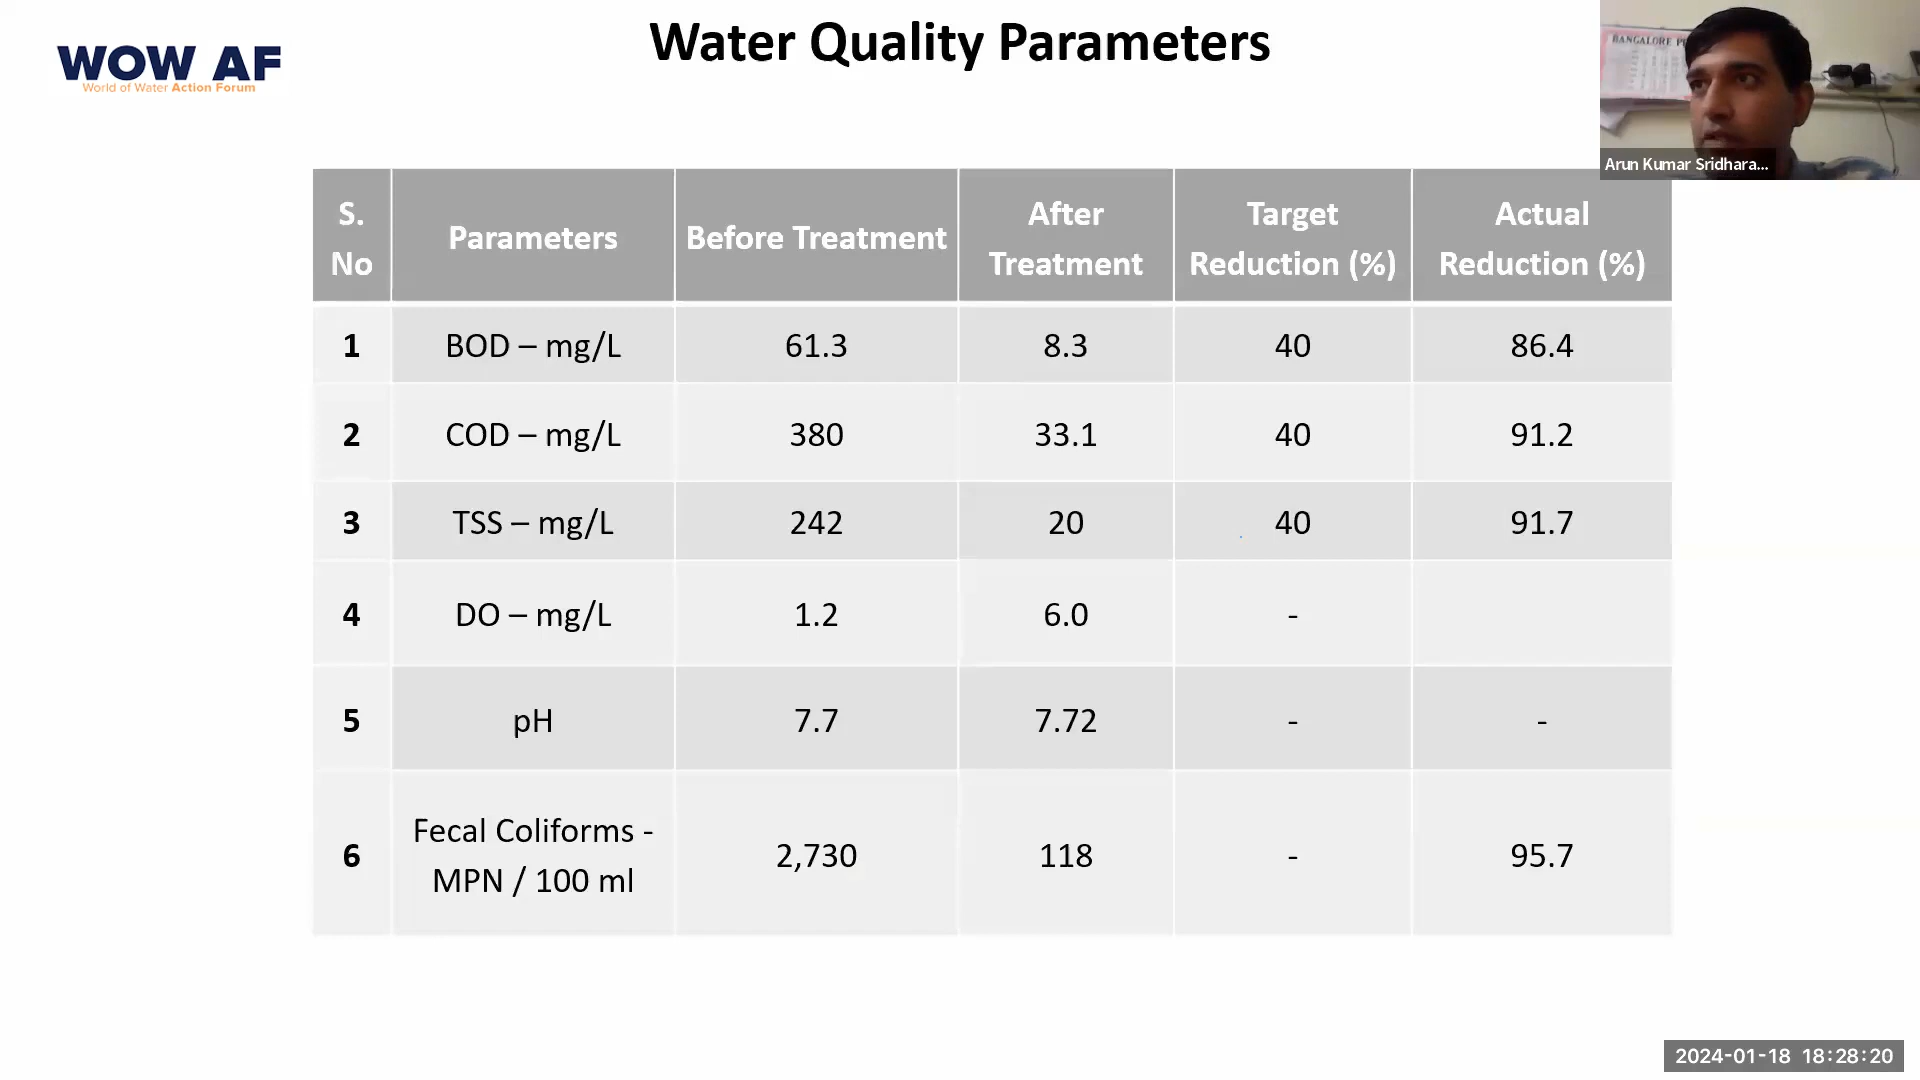 Water Quality Parameters
WOW AF
World of Water Action Forum
BANGALORE
Arun Kumar Sridhara...
S. No Parameters Before Treatment After Treatment Target Reduction (%) Actual Reduction (%)
1 BOD – mg/L 61.3 8.3 40 86.4
2 COD – mg/L 380 33.1 40 91.2
3 TSS – mg/L 242 20 40 91.7
4 DO – mg/L 1.2 6.0 -
5 pH 7.7 7.72 - -
6 Fecal Coliforms - MPN / 100 ml 2,730 118 - 95.7
2024-01-18 18:28:20